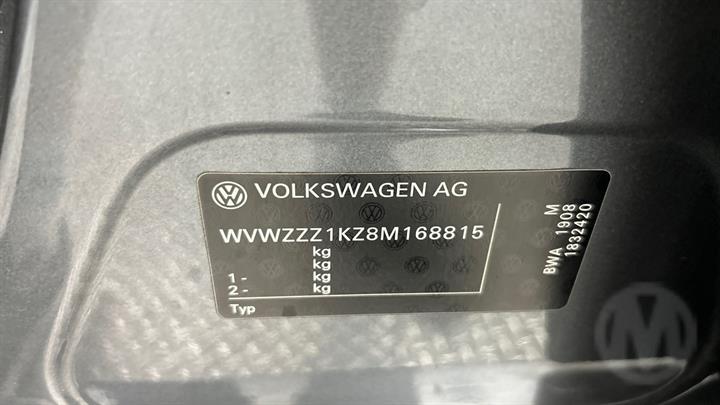 VOLKSWAGEN AG
WVWZZZ1KZ8M168815
kg
kg
1- kg
2- kg
Typ
M
BWA 1908
1832420
M